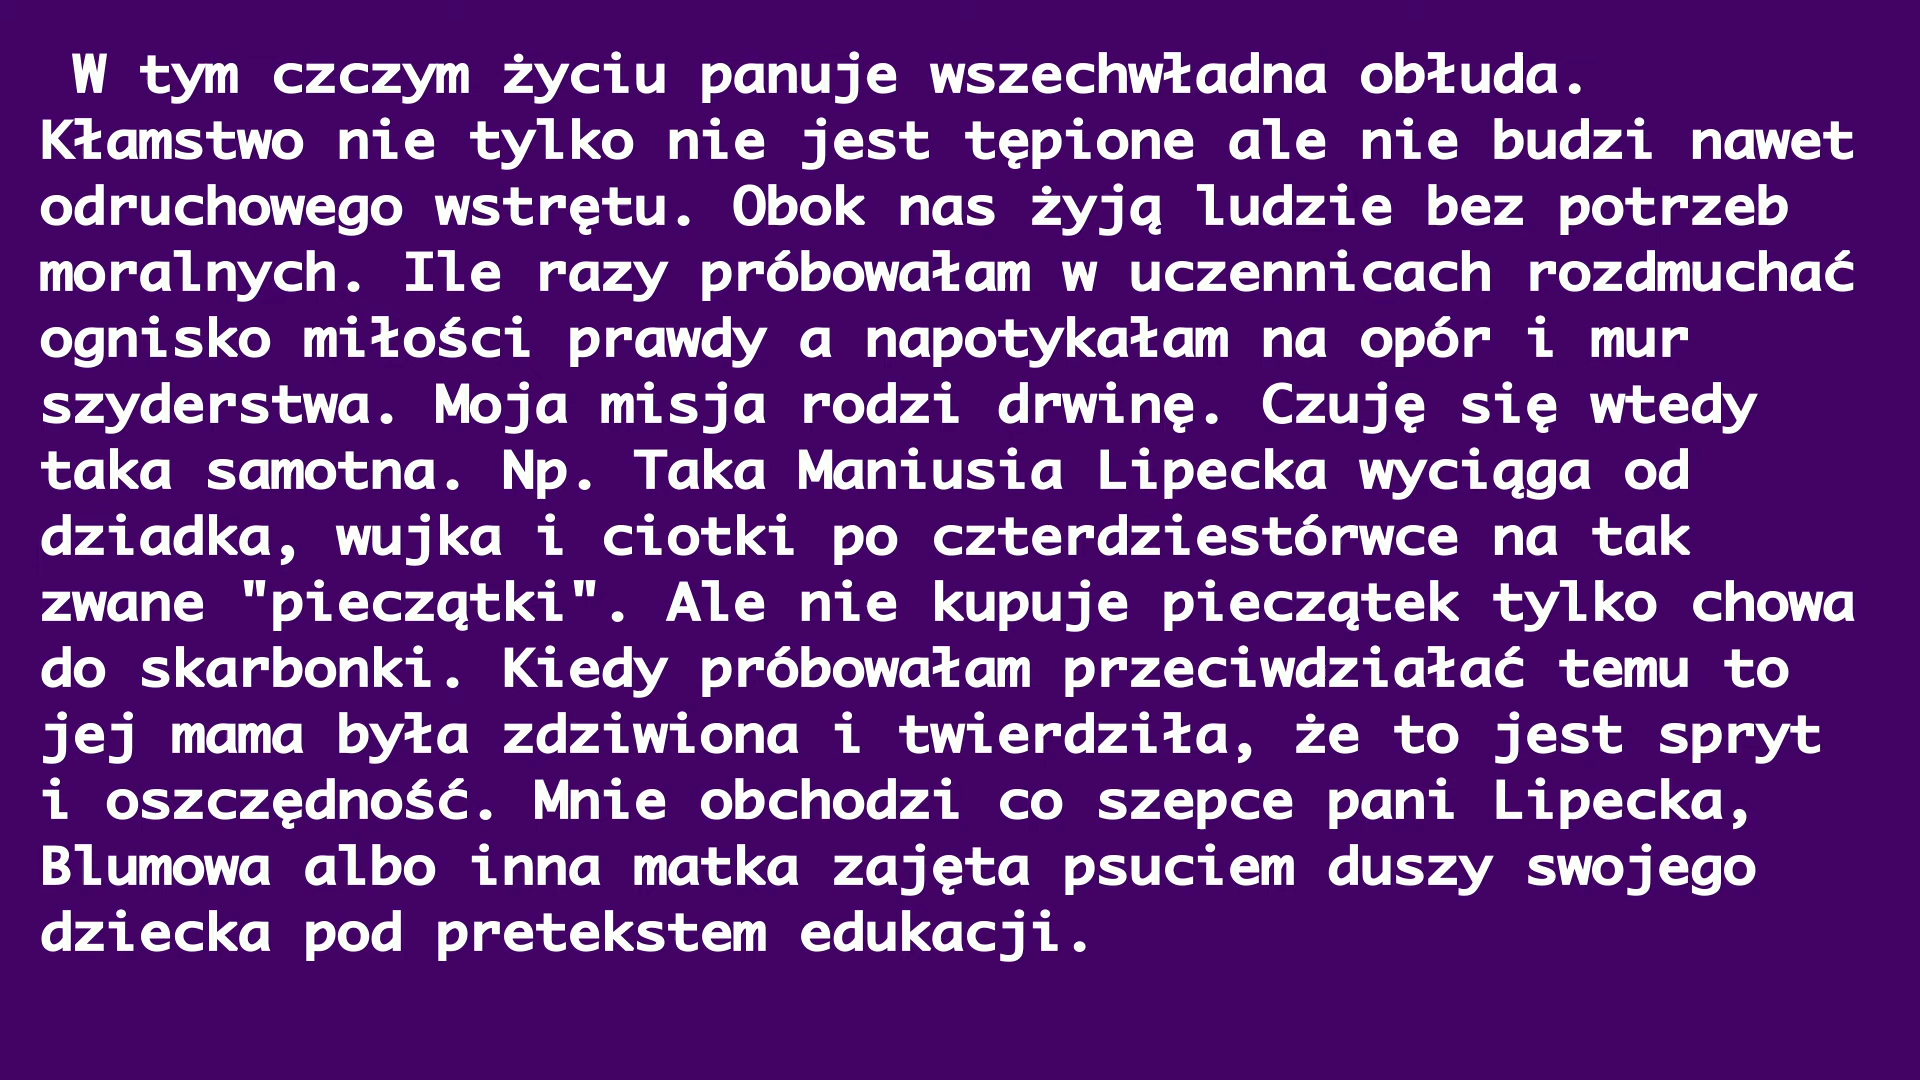 W tym czczym życiu panuje wszechwładna obłuda.
Kłamstwo nie tylko nie jest tępione ale nie budzi nawet
odruchowego wstrętu. Obok nas żyją ludzie bez potrzeb
moralnych. Ile razy próbowałam w uczennicach rozdmuchać
ognisko miłości prawdy a napotykałam na opór i mur
szyderstwa. Moja misja rodzi drwinę. Czuję się wtedy
taka samotna. Np. Taka Maniusia Lipecka wyciąga od
dziadka, wujka i ciotki po czterdziestórwce na tak
zwane "pieczątki". Ale nie kupuje pieczątek tylko chowa
do skarbonki. Kiedy próbowałam przeciwdziałać temu to
jej mama była zdziwiona i twierdziła, że to jest spryt
i oszczędność. Mnie obchodzi co szepce pani Lipecka,
Blumowa albo inna matka zajęta psuciem duszy swojego
dziecka pod pretekstem edukacji.